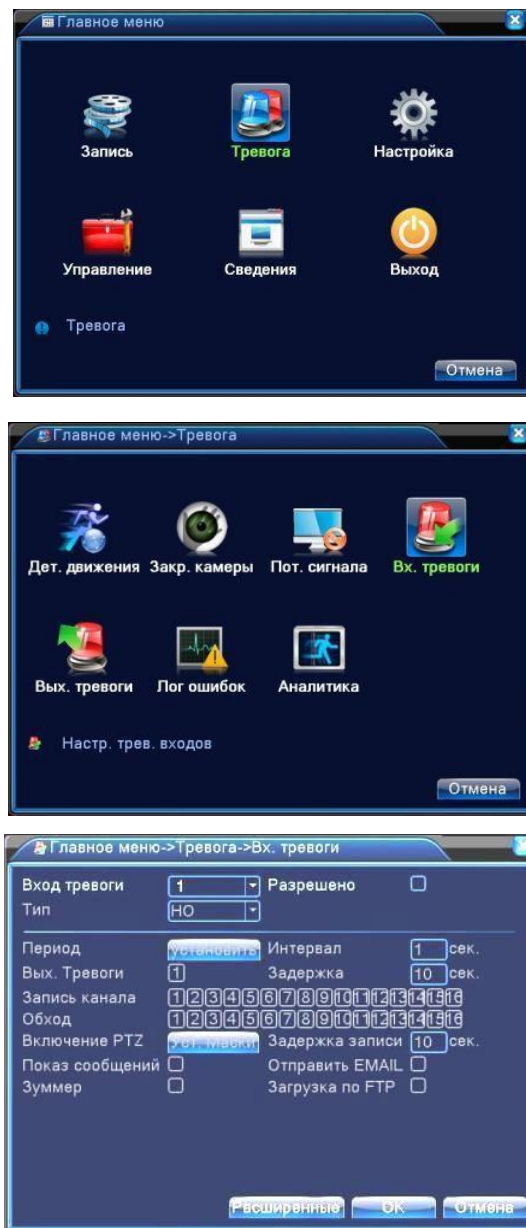 Главное меню
Запись Тревога Настройка
Управление Сведения Выход
Тревога
Отмена
Главное меню->Тревога
Дет. движения Закр. камеры Пот. сигнала Вх. тревоги
Вых. тревоги Лог ошибок Аналитика
Настр. трев. входов
Отмена
Главное меню->Тревога->Вх. тревоги
Вход тревоги 1 Разрешено
Тип НО
Период Установить Интервал 1 сек.
Вых. Тревоги 1 Задержка 10 сек.
Запись канала 1 2 3 4 5 6 7 8 9 10 11 12 13 14 15 16
Обход 1 2 3 4 5 6 7 8 9 10 11 12 13 14 15 16
Включение PTZ Уст. Маски Задержка записи 10 сек.
Показ сообщений Отправить EMAIL
Зуммер Загрузка по FTP
Расширенные OK Отмена